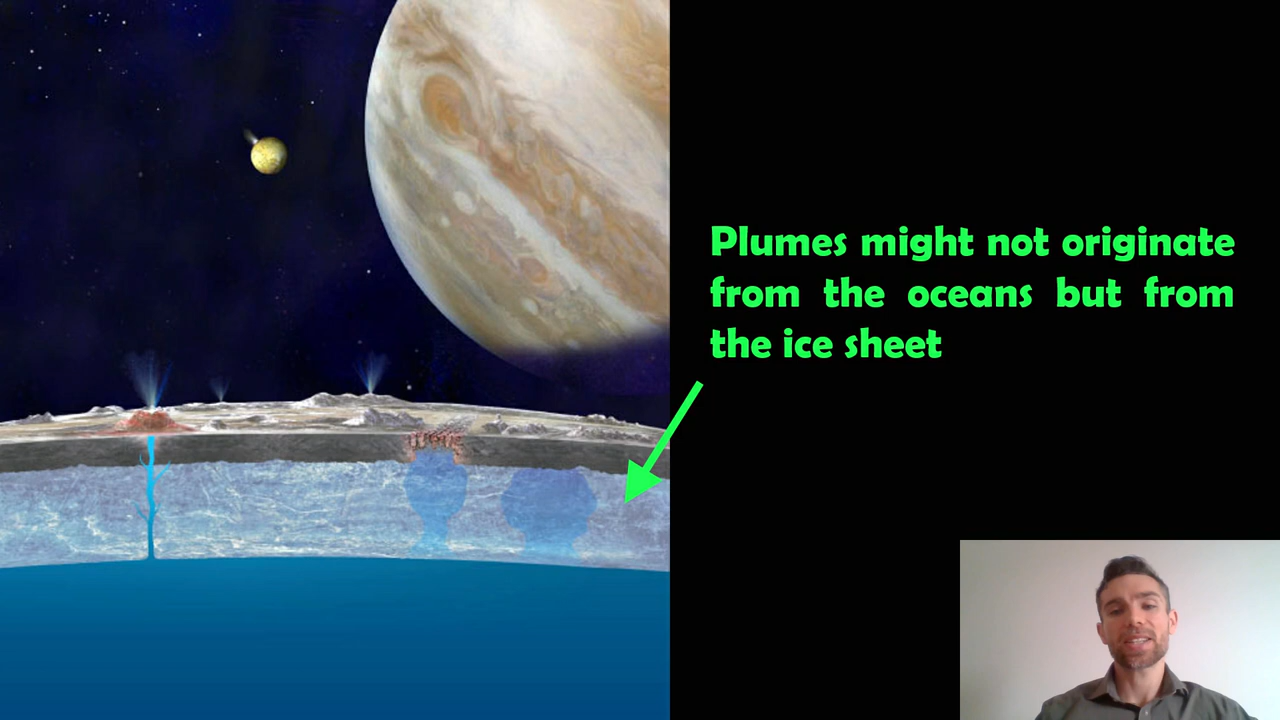 Plumes might not originate
from the oceans but from
the ice sheet